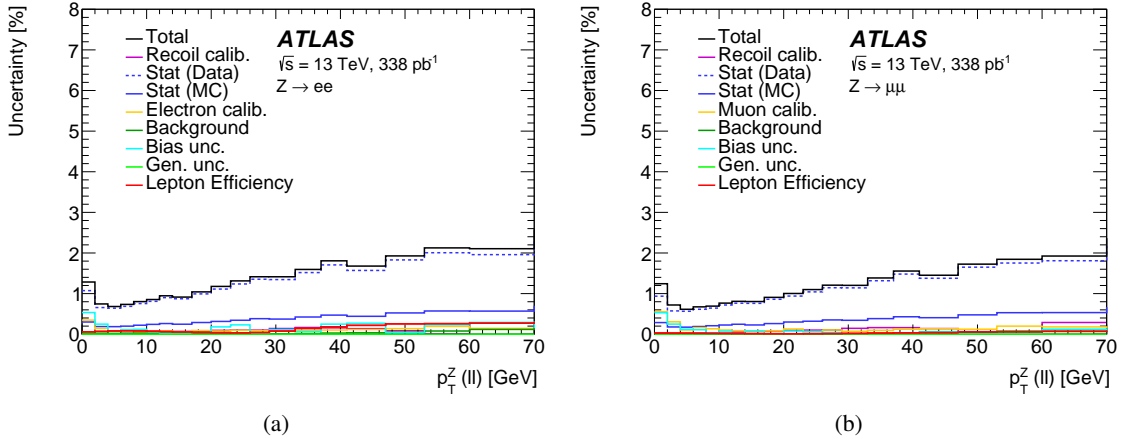 Uncertainty [%]
8
7
6
5
4
3
2
1
0
Total
Recoil calib.
Stat (Data)
Stat (MC)
Electron calib.
Background
Bias unc.
Gen. unc.
Lepton Efficiency
ATLAS
√s = 13 TeV, 338 pb-1
Z → ee
0 10 20 30 40 50 60 70
p_T^Z (ll) [GeV]
(a)
Uncertainty [%]
8
7
6
5
4
3
2
1
0
Total
Recoil calib.
Stat (Data)
Stat (MC)
Muon calib.
Background
Bias unc.
Gen. unc.
Lepton Efficiency
ATLAS
√s = 13 TeV, 338 pb-1
Z → μμ
0 10 20 30 40 50 60 70
p_T^Z (ll) [GeV]
(b)